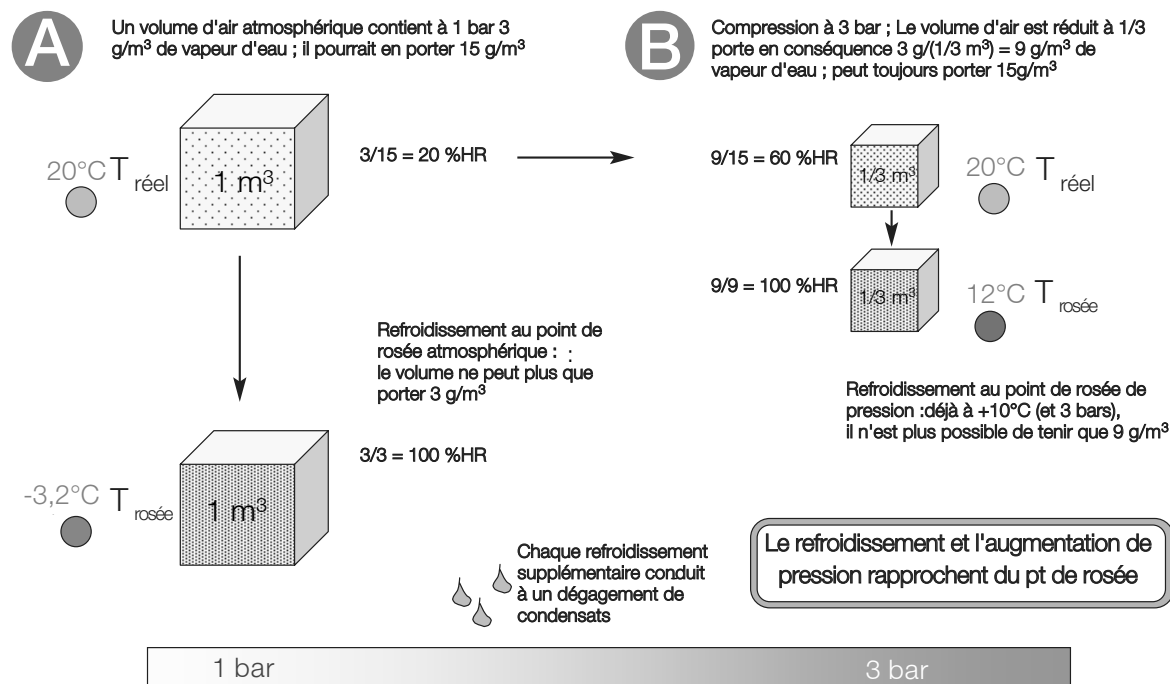 A
Un volume d'air atmosphérique contient à 1 bar 3
g/m³ de vapeur d'eau ; il pourrait en porter 15 g/m³
20°C T réel
1 m³
3/15 = 20 %HR
Refroidissement au point de
rosée atmosphérique : :
le volume ne peut plus que
porter 3 g/m³
3/3 = 100 %HR
-3,2°C T rosée
1 m³
B
Compression à 3 bar ; Le volume d'air est réduit à 1/3
porte en conséquence 3 g/(1/3 m³) = 9 g/m³ de
vapeur d'eau ; peut toujours porter 15g/m³
9/15 = 60 %HR
1/3 m³
20°C T réel
9/9 = 100 %HR
1/3 m³
12°C T rosée
Refroidissement au point de rosée de
pression :déjà à +10°C (et 3 bars),
il n'est plus possible de tenir que 9 g/m³
Chaque refroidissement
supplémentaire conduit
à un dégagement de
condensats
Le refroidissement et l'augmentation de
pression rapprochent du pt de rosée
1 bar
3 bar